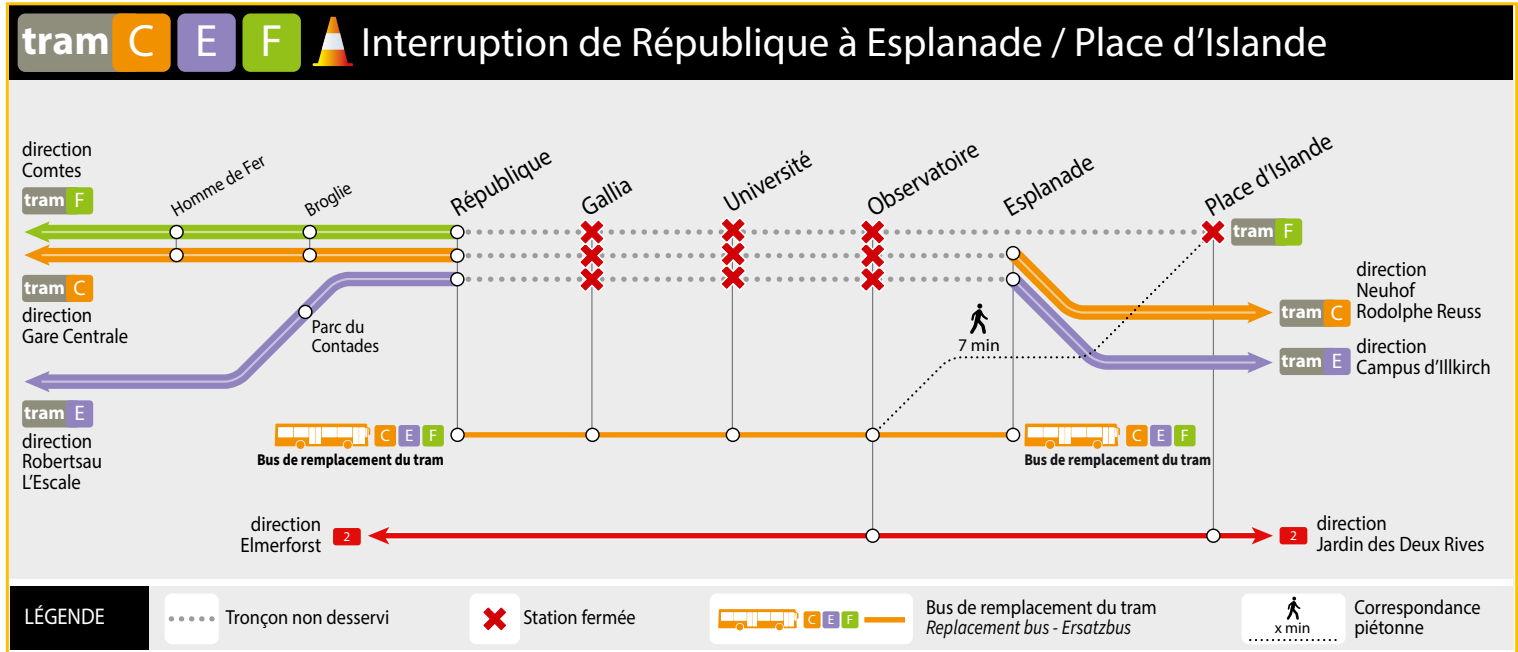 tram C E F Interruption de République à Esplanade / Place d'Islande
direction
Comtes
tram F
Homme de Fer
Broglie
République
Gallia
Université
Observatoire
Esplanade
Place d'Islande
tram F
tram C
direction
Gare Centrale
Parc du
Contades
7 min
direction
Neuhof
Rodolphe Reuss
tram C
tram E
direction
Campus d'Illkirch
tram E
direction
Robertsau
L'Escale
C E F
Bus de remplacement du tram
C E F
Bus de remplacement du tram
direction
Elmerforst
2
2
direction
Jardin des Deux Rives
LÉGENDE
Tronçon non desservi
Station fermée
C E F
Bus de remplacement du tram
Replacement bus - Ersatzbus
x min
Correspondance
piétonne